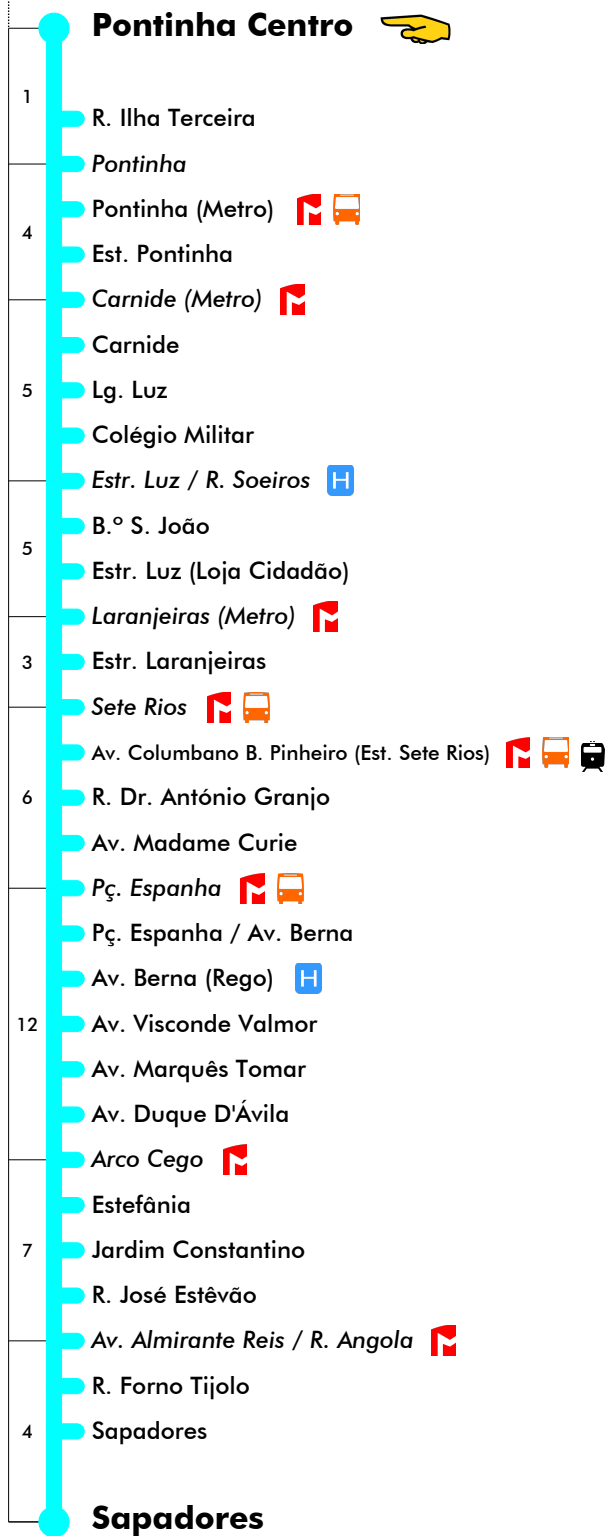 Pontinha Centro
1
R. Ilha Terceira
Pontinha
Pontinha (Metro)
4
Est. Pontinha
Carnide (Metro)
Carnide
5
Lg. Luz
Colégio Militar
Estr. Luz / R. Soeiros H
B.º S. João
5
Estr. Luz (Loja Cidadão)
Laranjeiras (Metro)
3
Estr. Laranjeiras
Sete Rios
Av. Columbano B. Pinheiro (Est. Sete Rios)
6
R. Dr. António Granjo
Av. Madame Curie
Pç. Espanha
Pç. Espanha / Av. Berna
Av. Berna (Rego) H
12
Av. Visconde Valmor
Av. Marquês Tomar
Av. Duque D'Ávila
Arco Cego
Estefânia
7
Jardim Constantino
R. José Estêvão
Av. Almirante Reis / R. Angola
R. Forno Tijolo
4
Sapadores
Sapadores